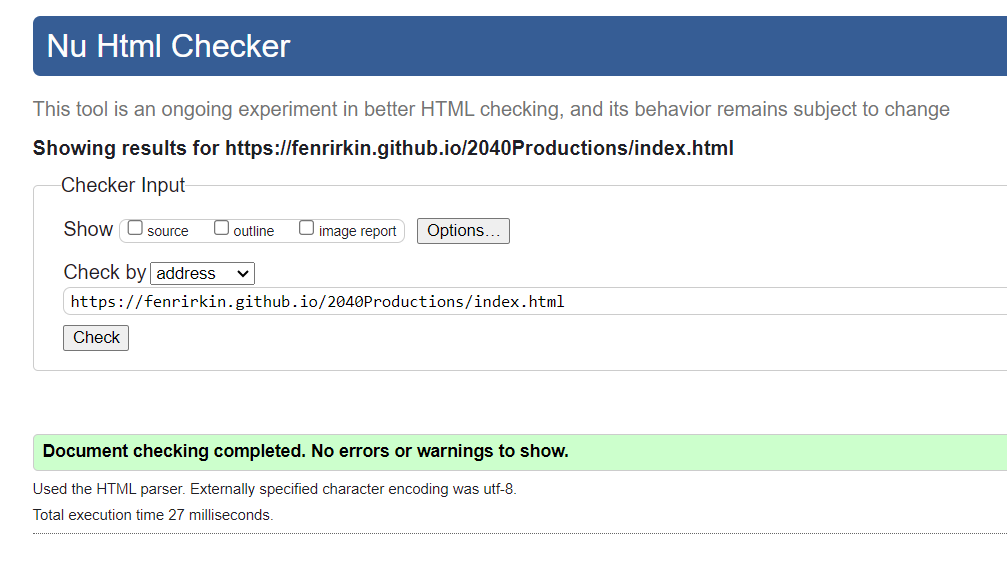 Nu Html Checker
This tool is an ongoing experiment in better HTML checking, and its behavior remains subject to change
Showing results for https://fenrirkin.github.io/2040Productions/index.html
Checker Input
Show source outline image report Options...
Check by address
https://fenrirkin.github.io/2040Productions/index.html
Check
Document checking completed. No errors or warnings to show.
Used the HTML parser. Externally specified character encoding was utf-8.
Total execution time 27 milliseconds.